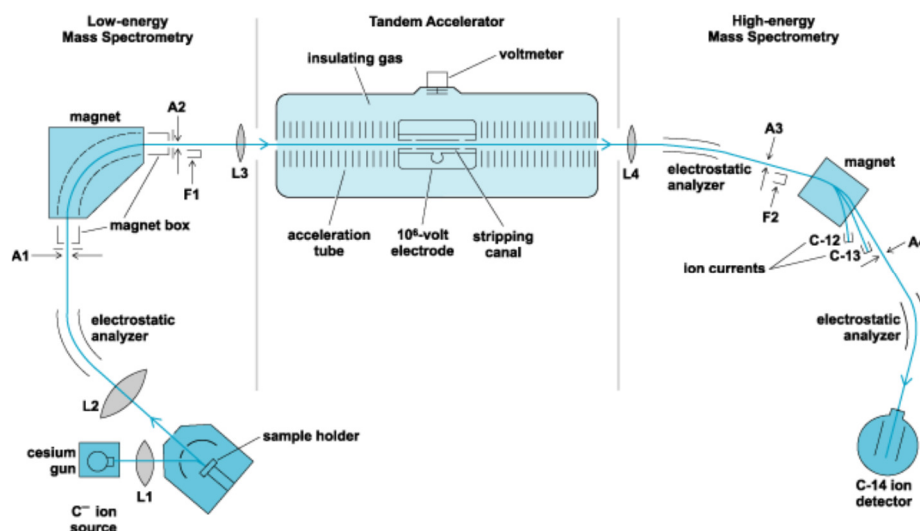 Low-energy
Mass Spectrometry
Tandem Accelerator
High-energy
Mass Spectrometry
insulating gas
voltmeter
magnet
A2
L3
F1
magnet box
A1
acceleration
tube
10⁶-volt
electrode
stripping
canal
L4
electrostatic
analyzer
A3
F2
magnet
C-12
C-13
ion currents
electrostatic
analyzer
electrostatic
analyzer
L2
sample holder
cesium
gun
L1
C⁻ ion
source
C-14 ion
detector